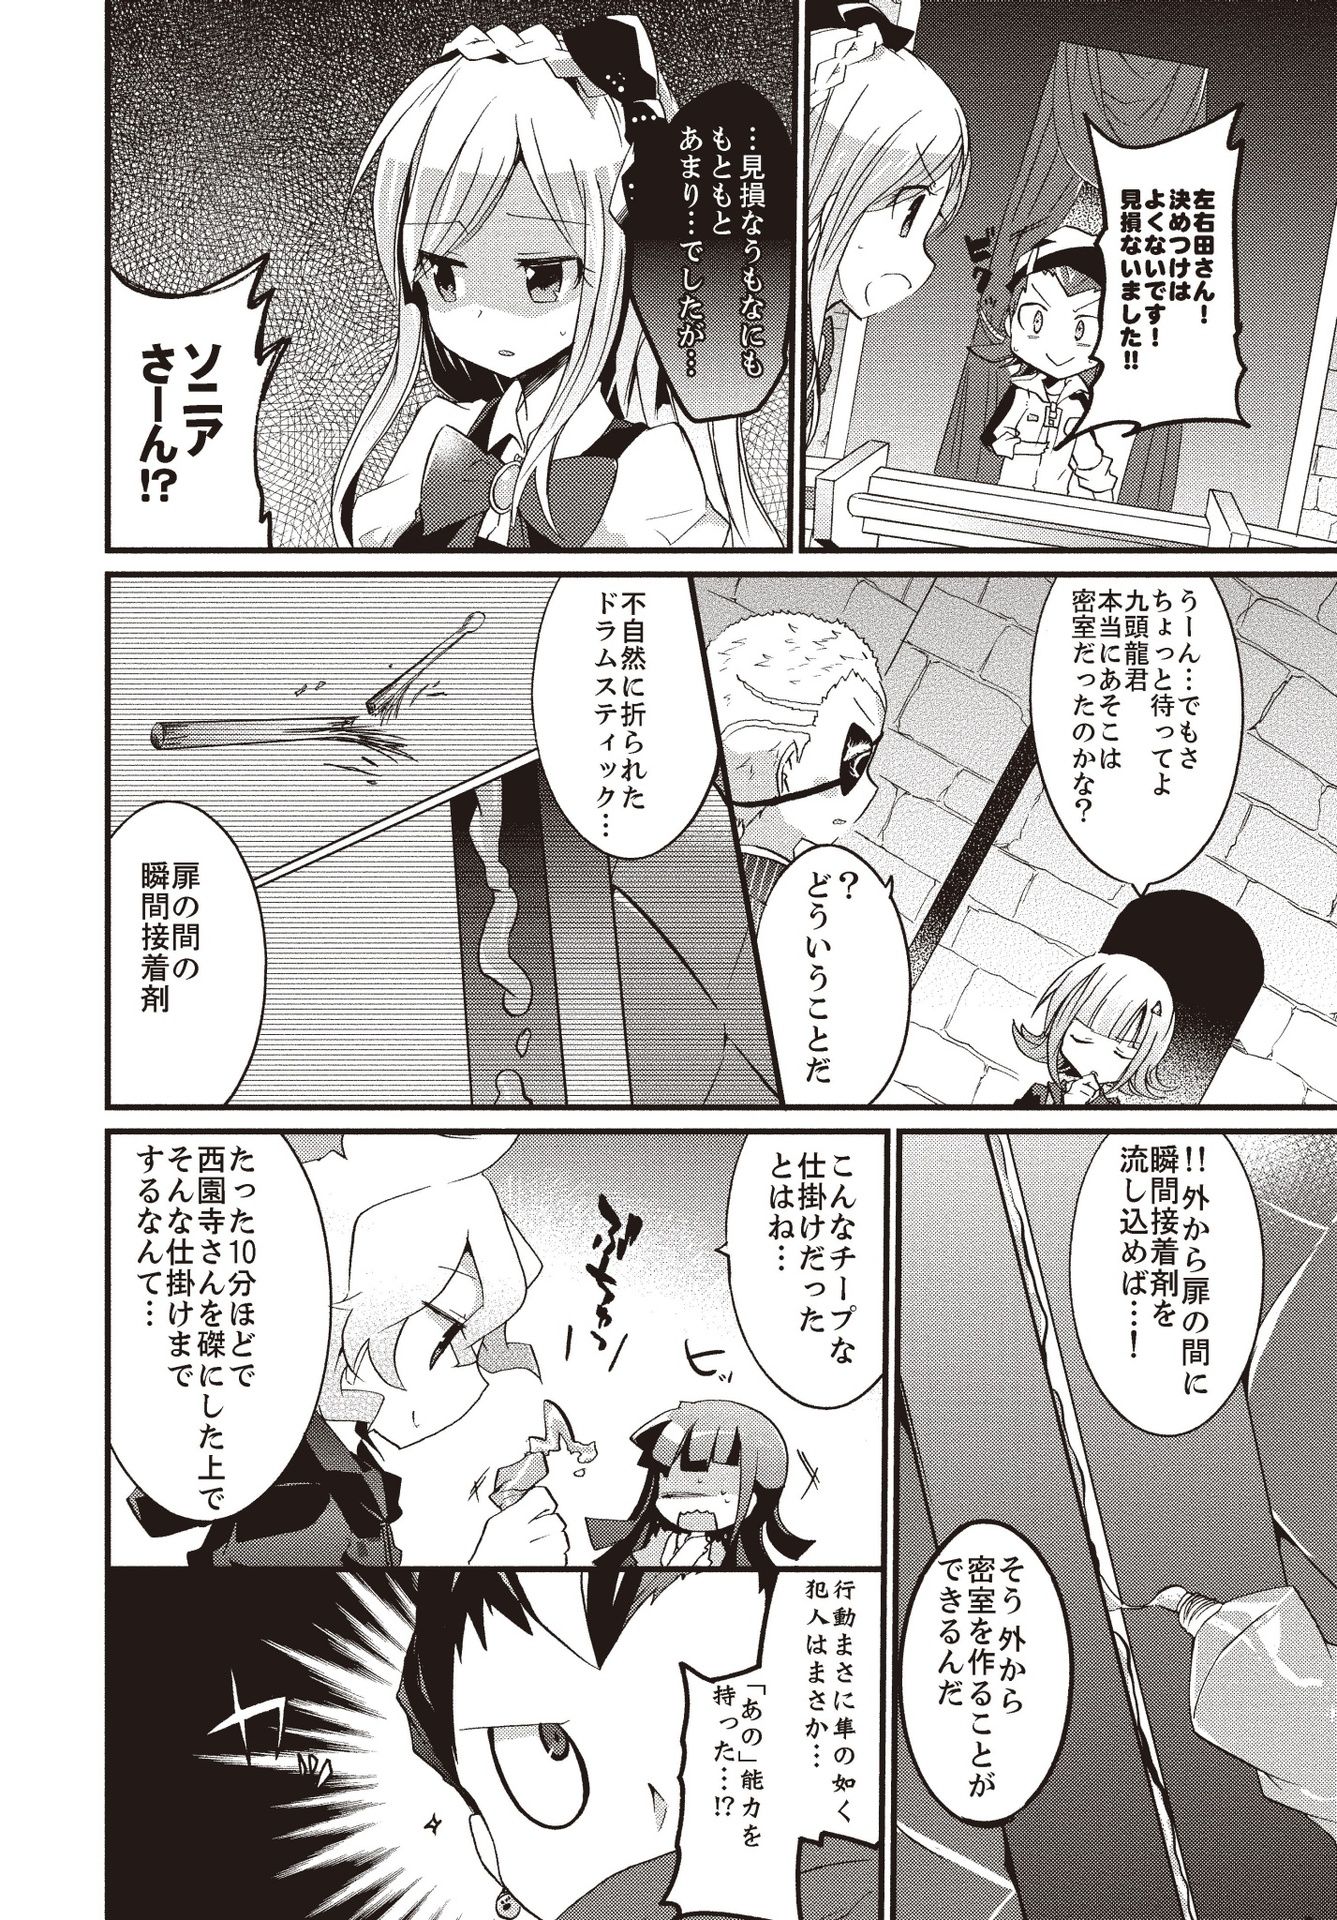 左右田さん!
決めつけは
よくないです!
見損ないました!!
ビクッ
…見損なうもなにも
もともと
あまり…でしたが…
ソニア
さーん!?
うーん…でもさ
ちょっと待ってよ
九頭龍君
本当にあそこは
密室だったのかな?
?
どういうことだ
不自然に折られた
ドラムスティック…
扉の間の
瞬間接着剤
!!外から扉の間に
瞬間接着剤を
流し込めば…!
そう外から
密室を作ることが
できるんだ
こんなチープな
仕掛けだった
とはね…
ぶちゅ
ビッ
たった10分ほどで
西園寺さんを磔にした上で
そんな仕掛けまで
するなんて…
行動まさに隼の如く
犯人はまさか…
「あの」能力を
持った…!?